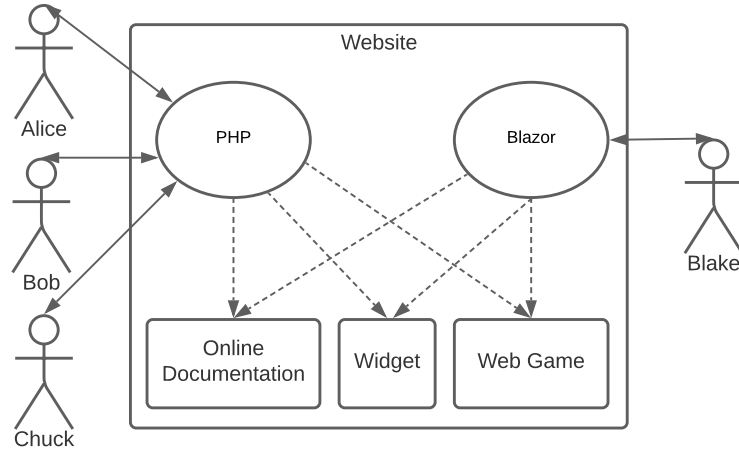 Website
Alice
PHP
Blazor
Bob
Blake
Chuck
Online
Documentation
Widget
Web Game